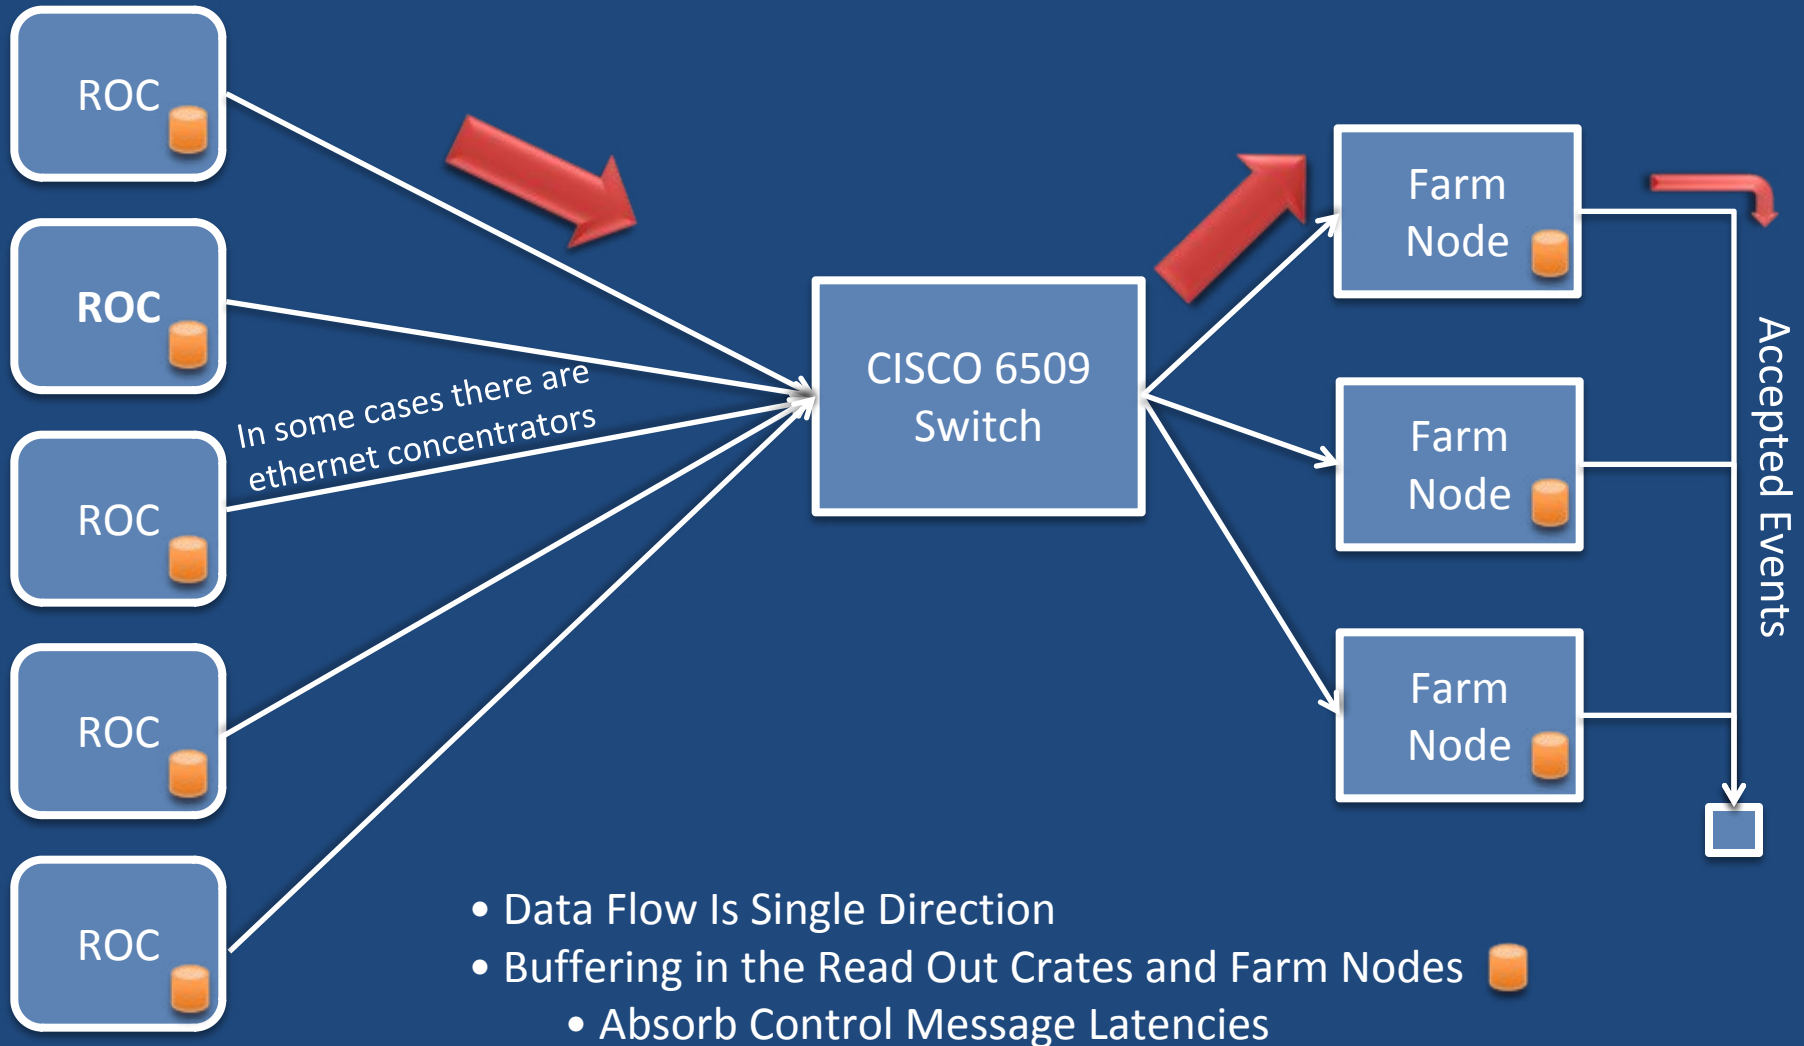 ROC
ROC
ROC
ROC
ROC
In some cases there are
ethernet concentrators
CISCO 6509
Switch
Farm
Node
Farm
Node
Farm
Node
Accepted Events
• Data Flow Is Single Direction
• Buffering in the Read Out Crates and Farm Nodes
• Absorb Control Message Latencies